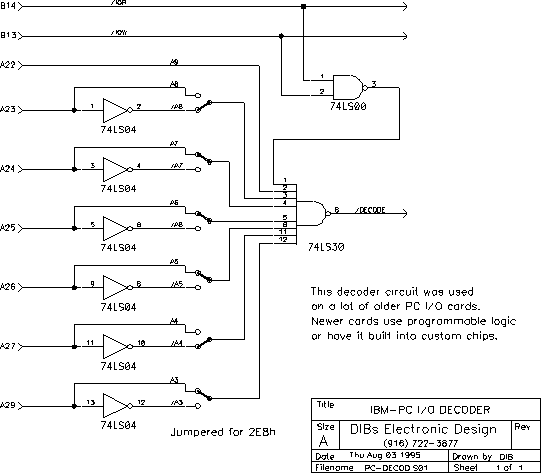 B14 /IOR
B13 /IOW
A22 A9
A8
A23 1 2 /A8
74LS04
1 3
2
74LS00
A7
A24 3 4 /A7
74LS04
A6
A25 5 6 /A6
74LS04
1
2
3
4
5
6
11
12
8 /DECODE
74LS30
A5
A26 9 8 /A5
74LS04
A4
A27 11 10 /A4
74LS04
A3
A29 13 12 /A3
74LS04
Jumpered for 2E8h
This decoder circuit was used
on a lot of older PC I/O cards.
Newer cards use programmable logic
or have it built into custom chips.
Title IBM-PC I/O DECODER
Size A DIBs Electronic Design Rev
(916) 722-3877
Date Thu Aug 03 1995 Drawn by DIB
Filename PC-DECOD.S01 Sheet 1 of 1